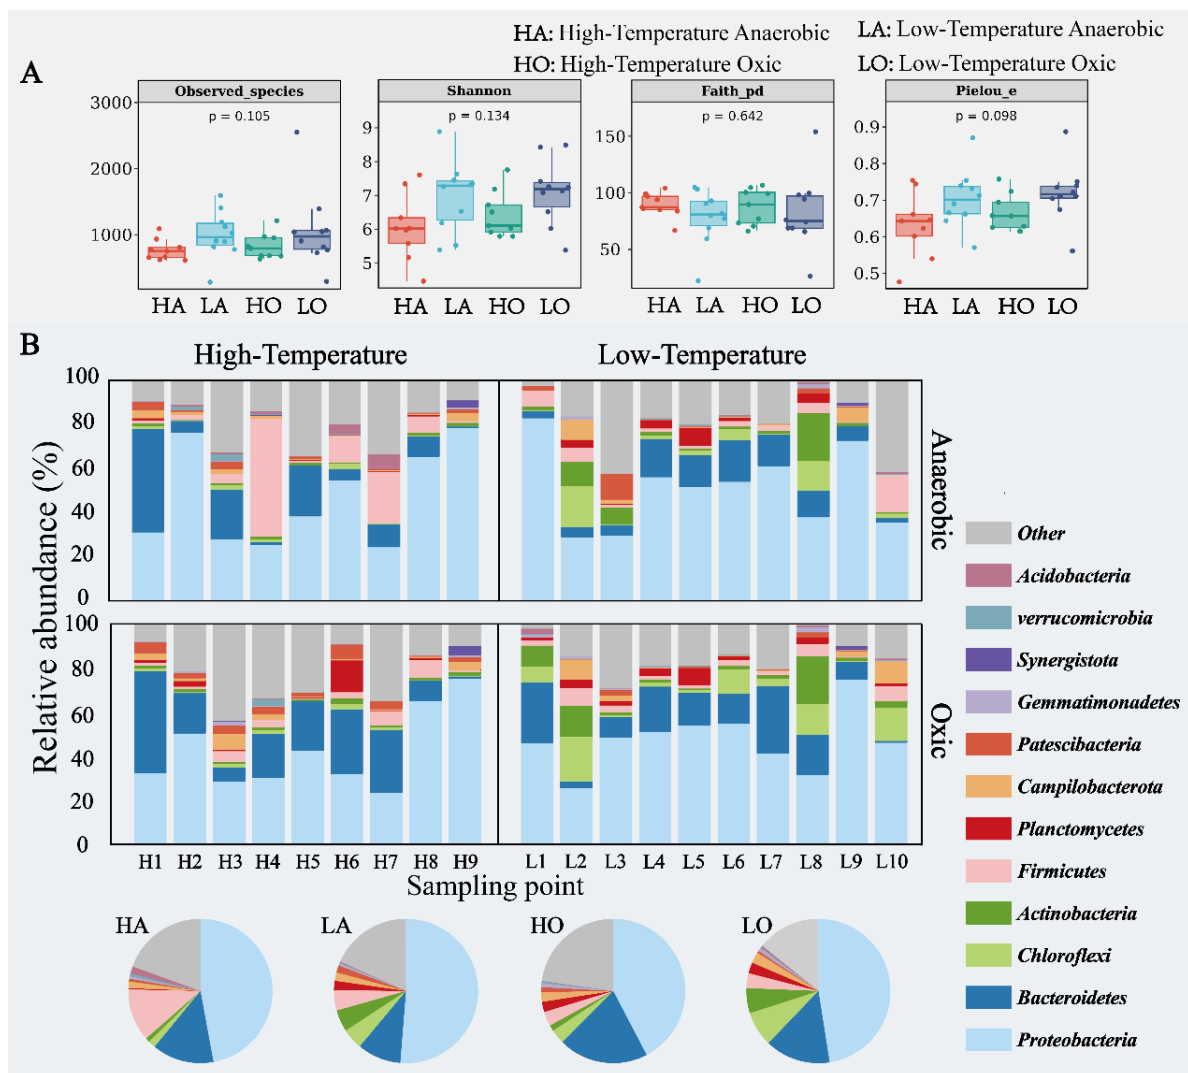 HA: High-Temperature Anaerobic
LA: Low-Temperature Anaerobic
HO: High-Temperature Oxic
LO: Low-Temperature Oxic
A
Observed_species
p = 0.105
3000
2000
1000
HA LA HO LO
Shannon
p = 0.134
9
8
7
6
5
HA LA HO LO
Faith_pd
p = 0.642
150
100
50
HA LA HO LO
Pielou_e
p = 0.098
0.9
0.8
0.7
0.6
0.5
HA LA HO LO
B
High-Temperature
Low-Temperature
Relative abundance (%)
100
80
60
40
20
0
Anaerobic
100
80
60
40
20
0
Oxic
H1 H2 H3 H4 H5 H6 H7 H8 H9 L1 L2 L3 L4 L5 L6 L7 L8 L9 L10
Sampling point
Other
Acidobacteria
verrucomicrobia
Synergistota
Gemmatimonadetes
Patescibacteria
Campilobacterota
Planctomycetes
Firmicutes
Actinobacteria
Chloroflexi
Bacteroidetes
Proteobacteria
HA
LA
HO
LO